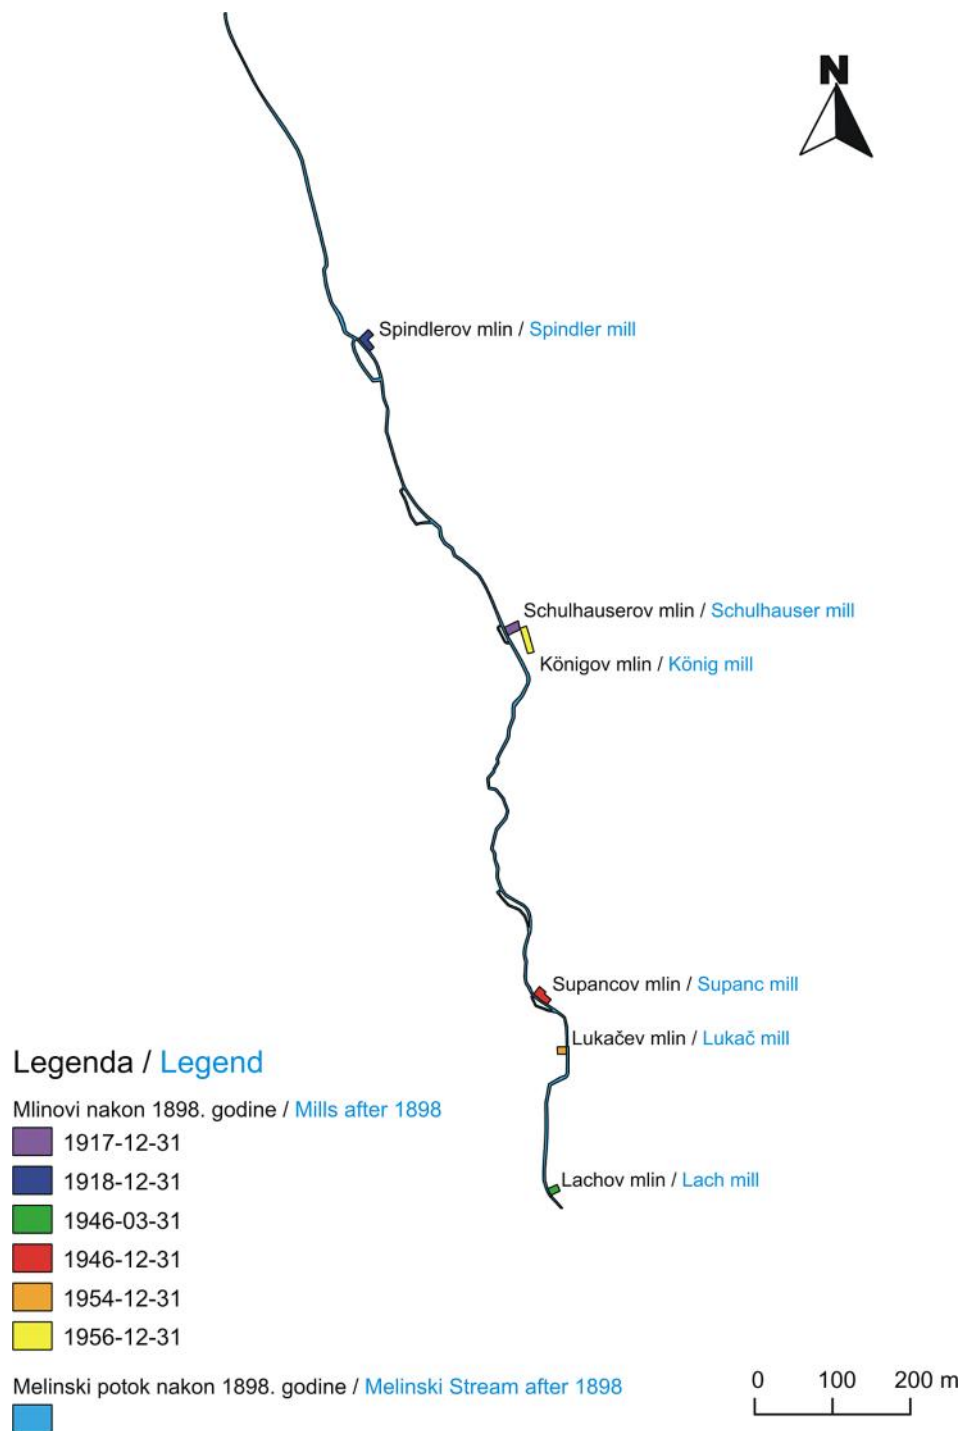 N
Spindlerov mlin / Spindler mill
Schulhauserov mlin / Schulhauser mill
Königov mlin / König mill
Supancov mlin / Supanc mill
Lukačev mlin / Lukač mill
Lachov mlin / Lach mill
Legenda / Legend
Mlinovi nakon 1898. godine / Mills after 1898
1917-12-31
1918-12-31
1946-03-31
1946-12-31
1954-12-31
1956-12-31
Melinski potok nakon 1898. godine / Melinski Stream after 1898
0 100 200 m